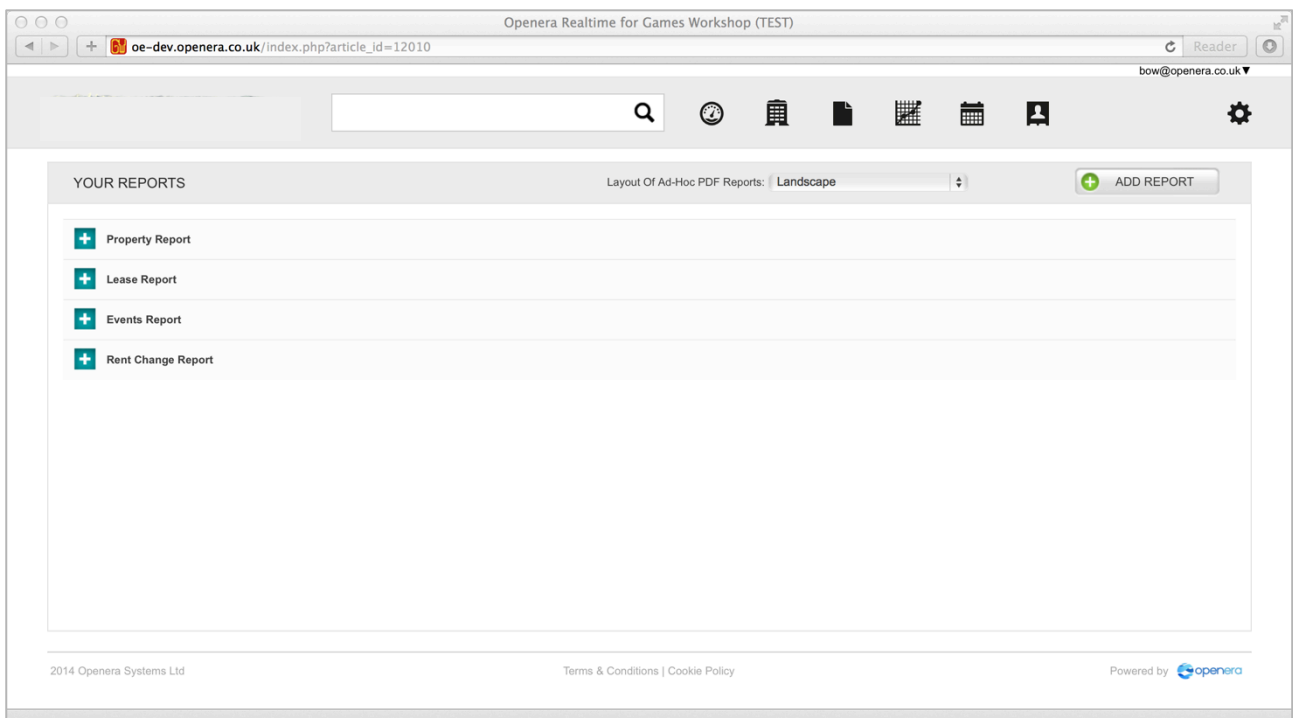 Openera Realtime for Games Workshop (TEST)
oe-dev.openera.co.uk/index.php?article_id=12010
Reader
bow@openera.co.uk▼
YOUR REPORTS
Layout Of Ad-Hoc PDF Reports: Landscape
ADD REPORT
Property Report
Lease Report
Events Report
Rent Change Report
2014 Openera Systems Ltd
Terms & Conditions | Cookie Policy
Powered by openera